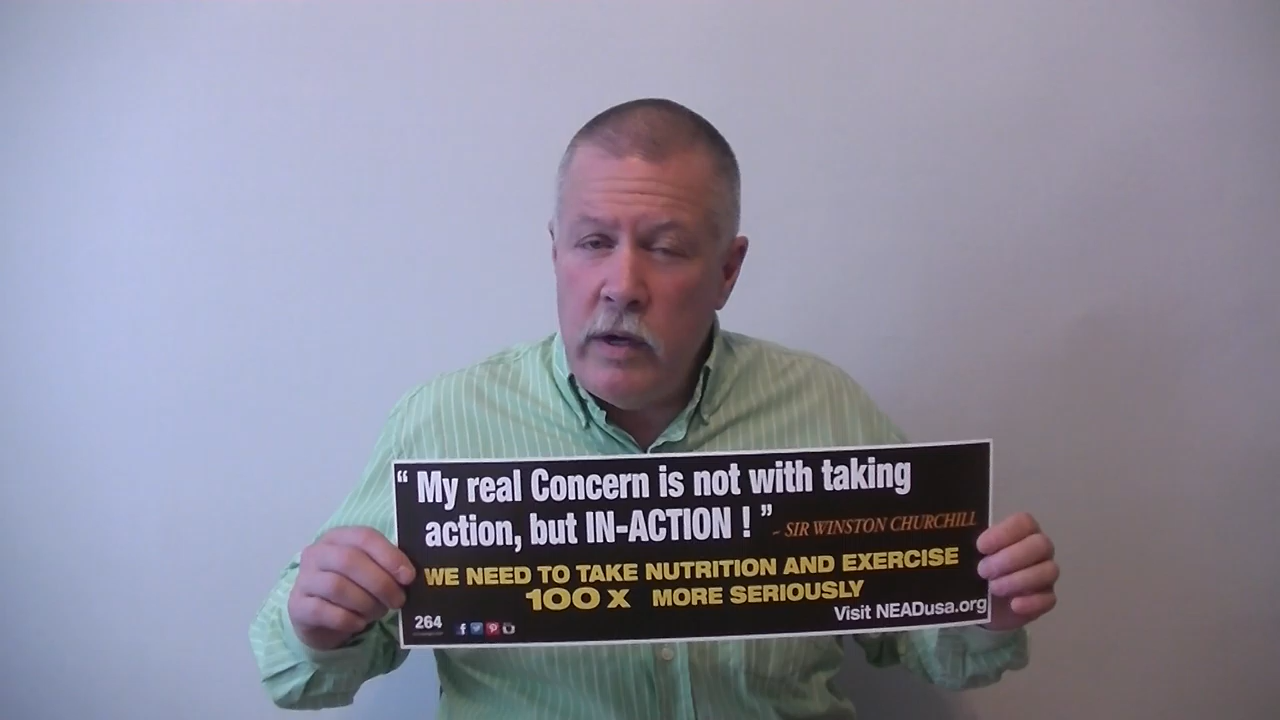 “ My real Concern is not with taking
action, but IN-ACTION ! ”
- SIR WINSTON CHURCHILL
WE NEED TO TAKE NUTRITION AND EXERCISE
100 X MORE SERIOUSLY
Visit NEADusa.org
264